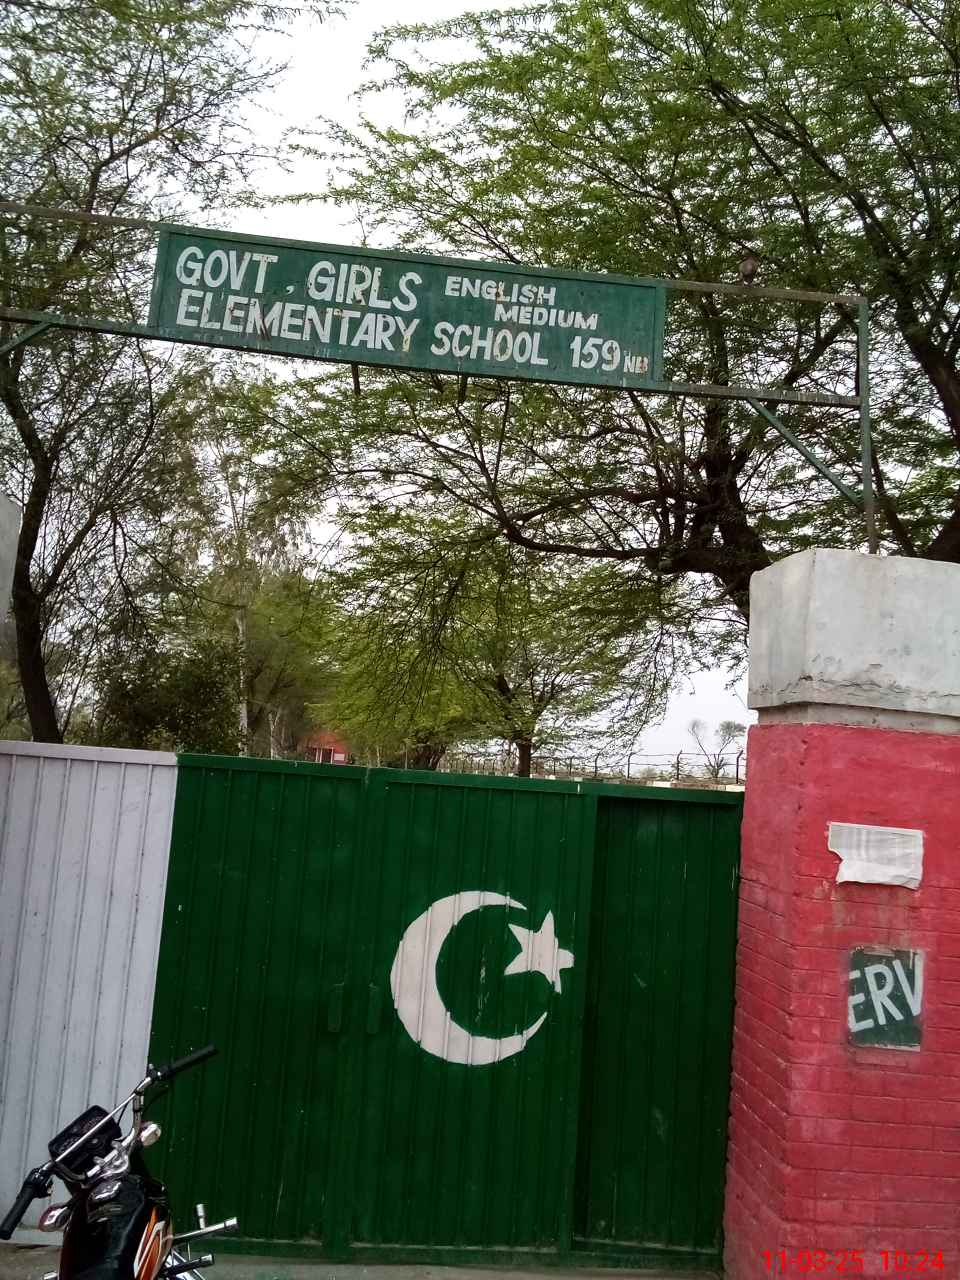 GOVT. GIRLS ENGLISH MEDIUM
ELEMENTARY SCHOOL 159 NB
ERV
11-03-25 10:24